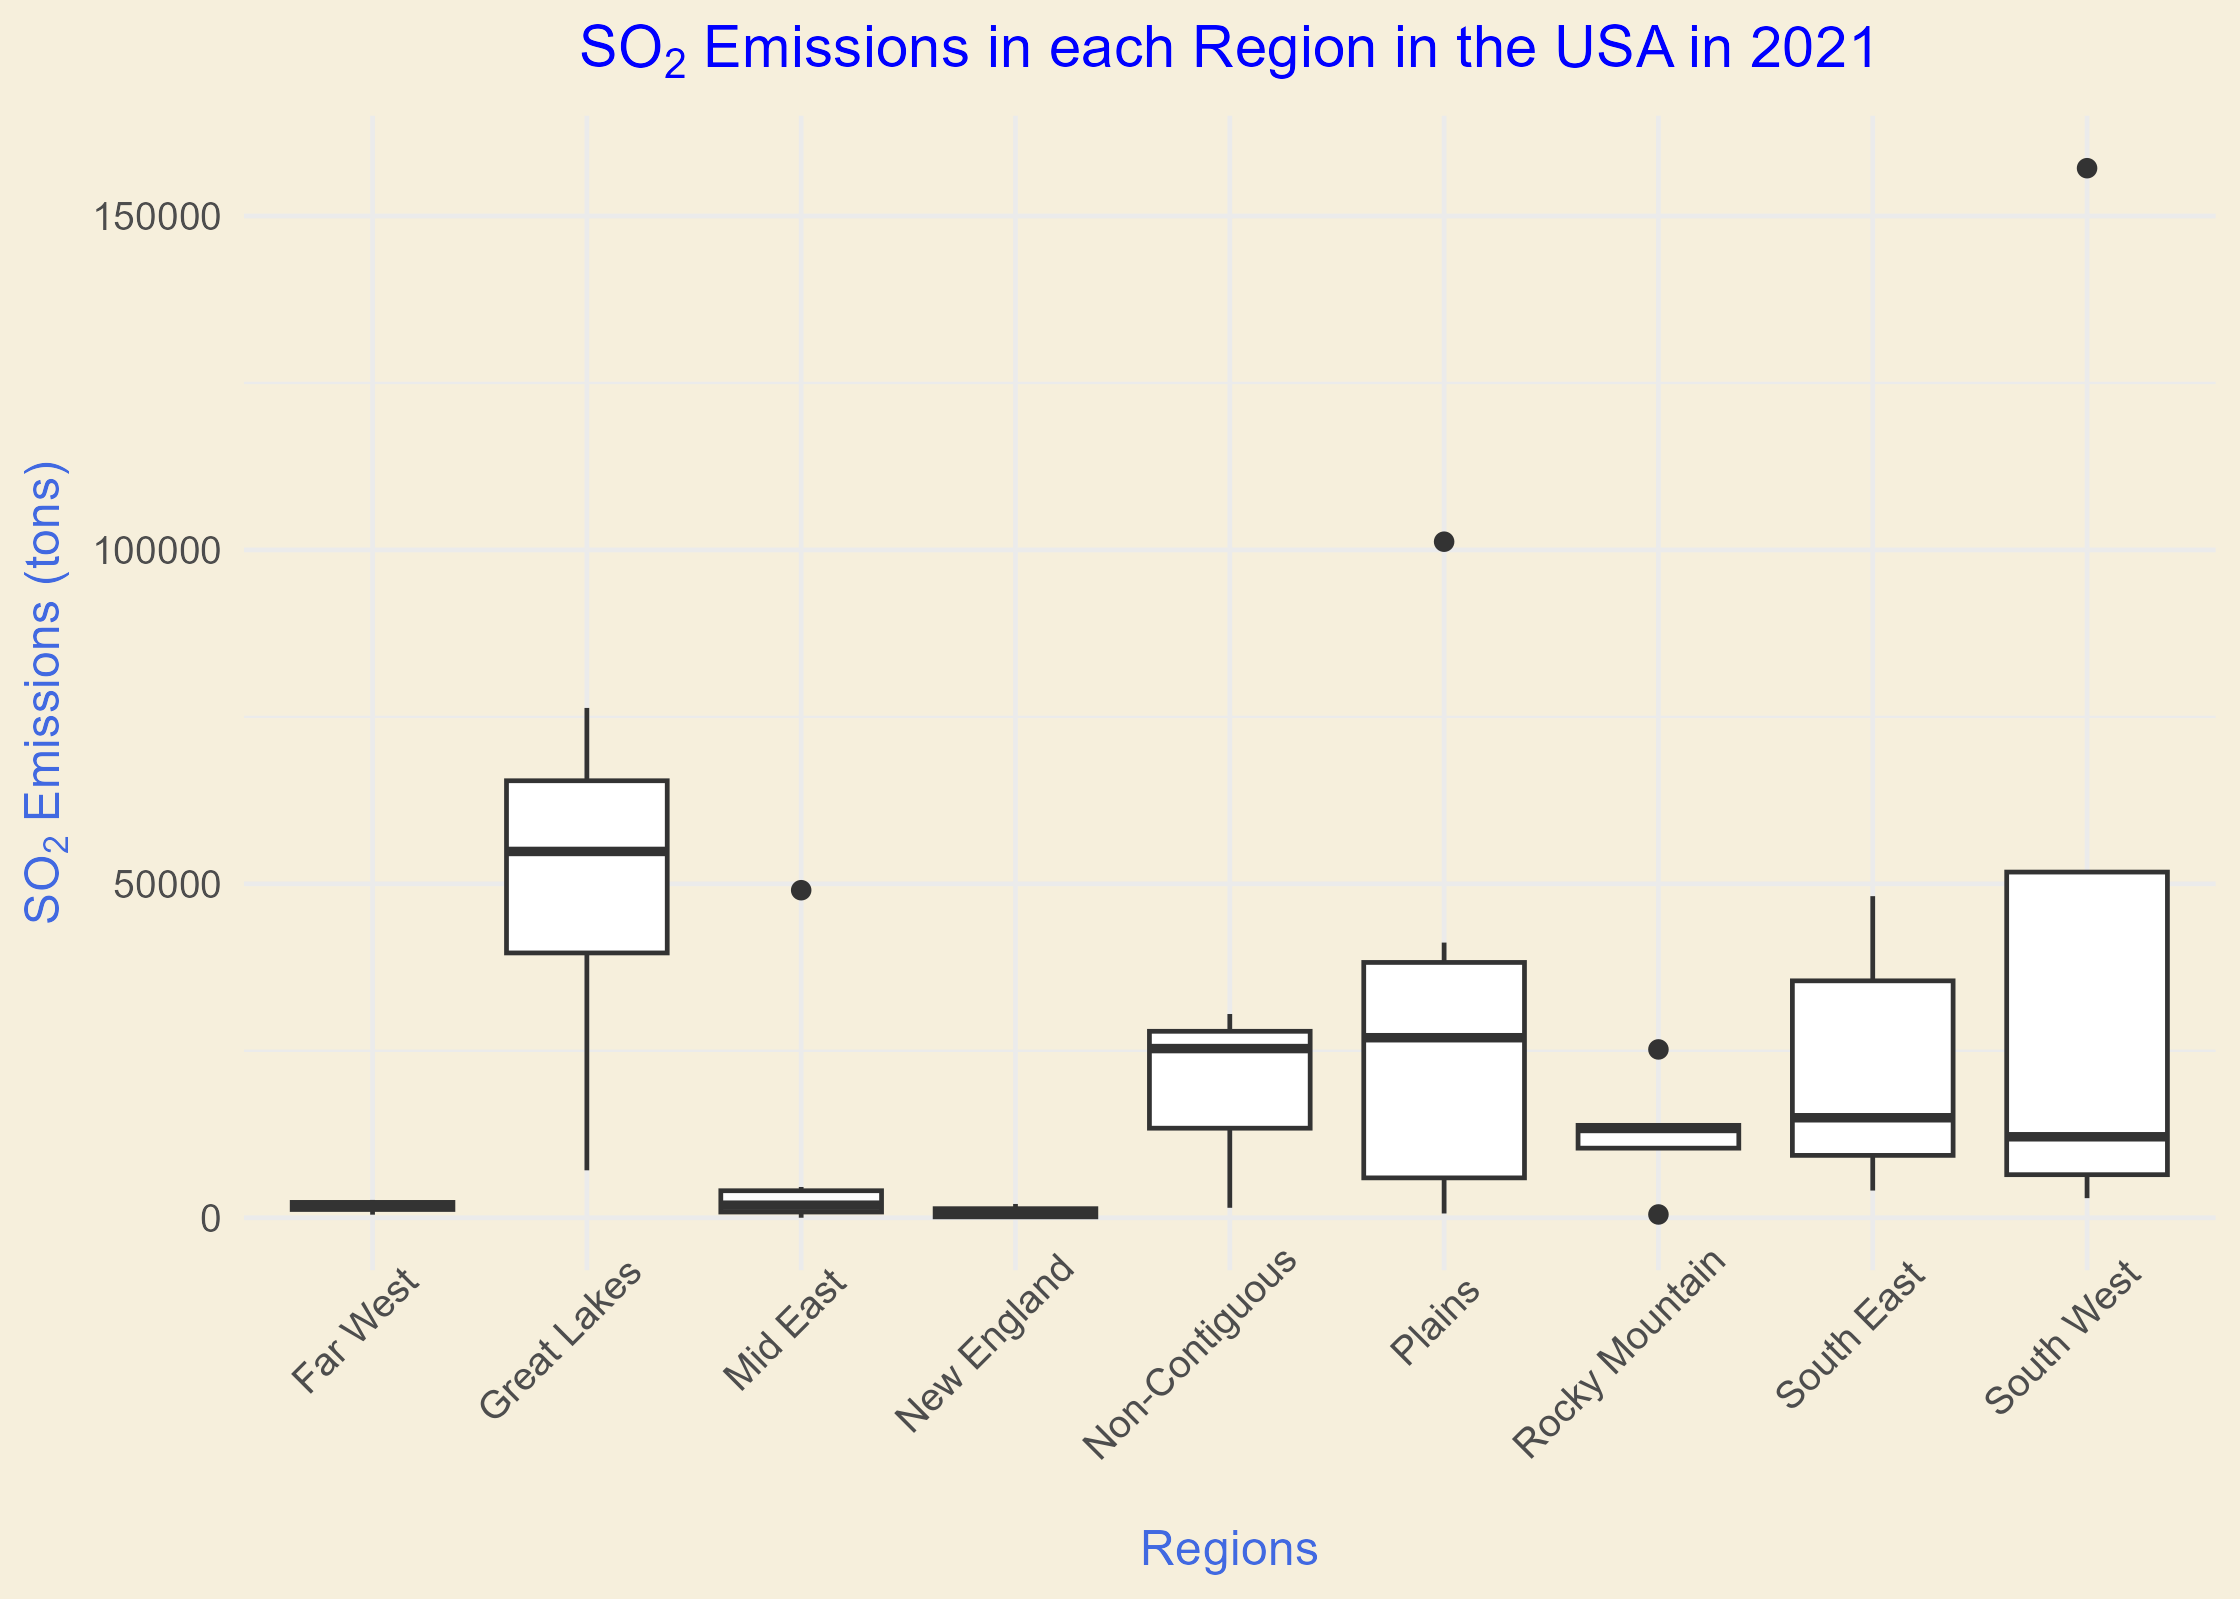 SO₂ Emissions in each Region in the USA in 2021
SO₂ Emissions (tons)
150000
100000
50000
0
Far West
Great Lakes
Mid East
New England
Non-Contiguous
Plains
Rocky Mountain
South East
South West
Regions